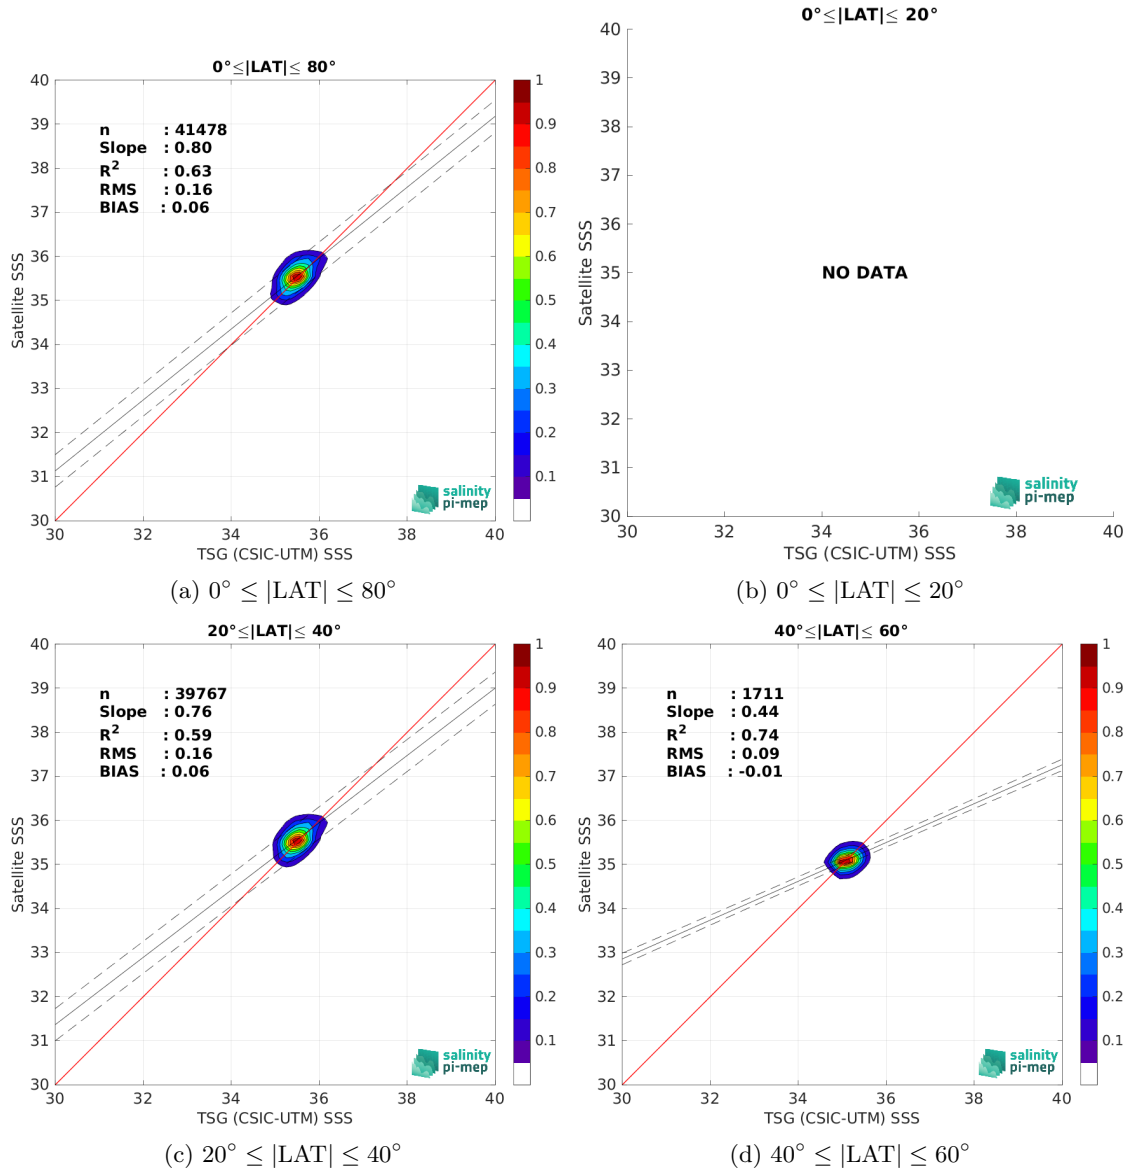 0°≤|LAT|≤ 80°
40
39
38
37
36
35
34
33
32
31
30
Satellite SSS
n : 41478
Slope : 0.80
R² : 0.63
RMS : 0.16
BIAS : 0.06
salinity
pi-mep
30 32 34 36 38 40
TSG (CSIC-UTM) SSS
1
0.9
0.8
0.7
0.6
0.5
0.4
0.3
0.2
0.1
(a) 0° ≤ |LAT| ≤ 80°
0°≤|LAT|≤ 20°
40
39
38
37
36
35
34
33
32
31
30
Satellite SSS
NO DATA
salinity
pi-mep
30 32 34 36 38 40
TSG (CSIC-UTM) SSS
(b) 0° ≤ |LAT| ≤ 20°
20°≤|LAT|≤ 40°
40
39
38
37
36
35
34
33
32
31
30
Satellite SSS
n : 39767
Slope : 0.76
R² : 0.59
RMS : 0.16
BIAS : 0.06
salinity
pi-mep
30 32 34 36 38 40
TSG (CSIC-UTM) SSS
1
0.9
0.8
0.7
0.6
0.5
0.4
0.3
0.2
0.1
(c) 20° ≤ |LAT| ≤ 40°
40°≤|LAT|≤ 60°
40
39
38
37
36
35
34
33
32
31
30
Satellite SSS
n : 1711
Slope : 0.44
R² : 0.74
RMS : 0.09
BIAS : -0.01
salinity
pi-mep
30 32 34 36 38 40
TSG (CSIC-UTM) SSS
1
0.9
0.8
0.7
0.6
0.5
0.4
0.3
0.2
0.1
(d) 40° ≤ |LAT| ≤ 60°